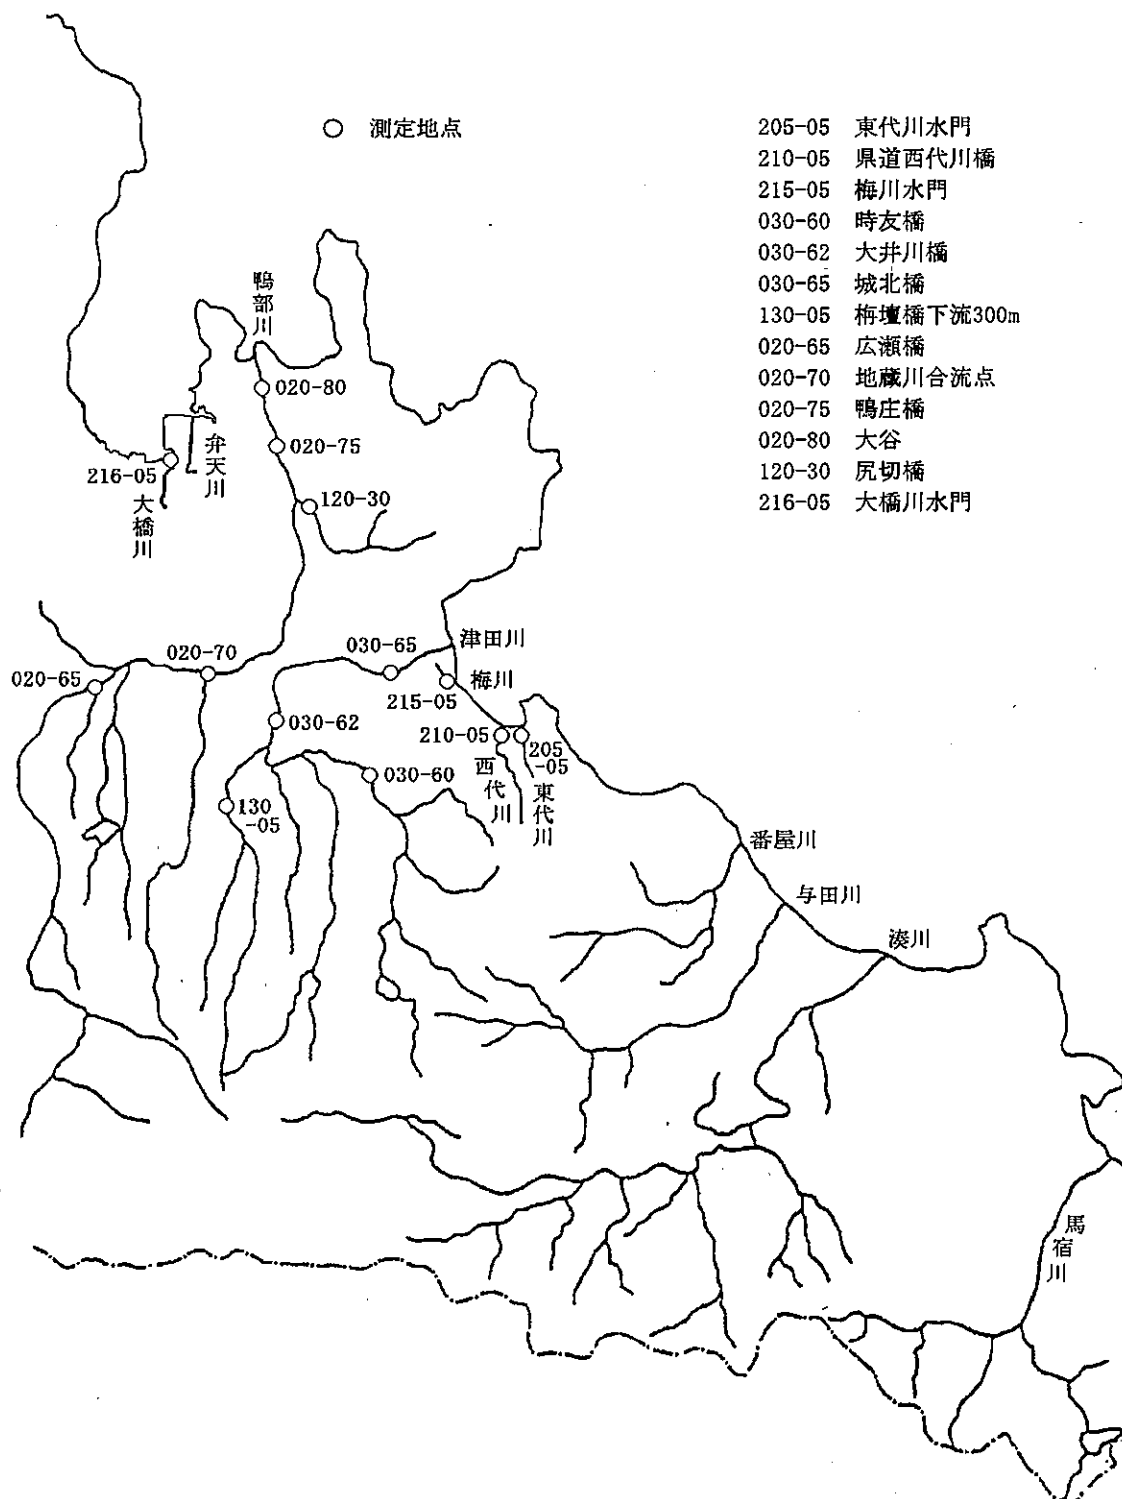 ○ 測定地点
205-05 東代川水門
210-05 県道西代川橋
215-05 梅川水門
030-60 時友橋
030-62 大井川橋
030-65 城北橋
130-05 栴壇橋下流300m
020-65 広瀬橋
020-70 地蔵川合流点
020-75 鴨庄橋
020-80 大谷
120-30 尻切橋
216-05 大橋川水門
鴨部川
020-80
020-75
弁天川
216-05
大橋川
120-30
津田川
030-65
020-70
020-65
梅川
215-05
030-62
210-05
205
-05
西代川
東代川
030-60
130
-05
番屋川
与田川
湊川
馬宿川